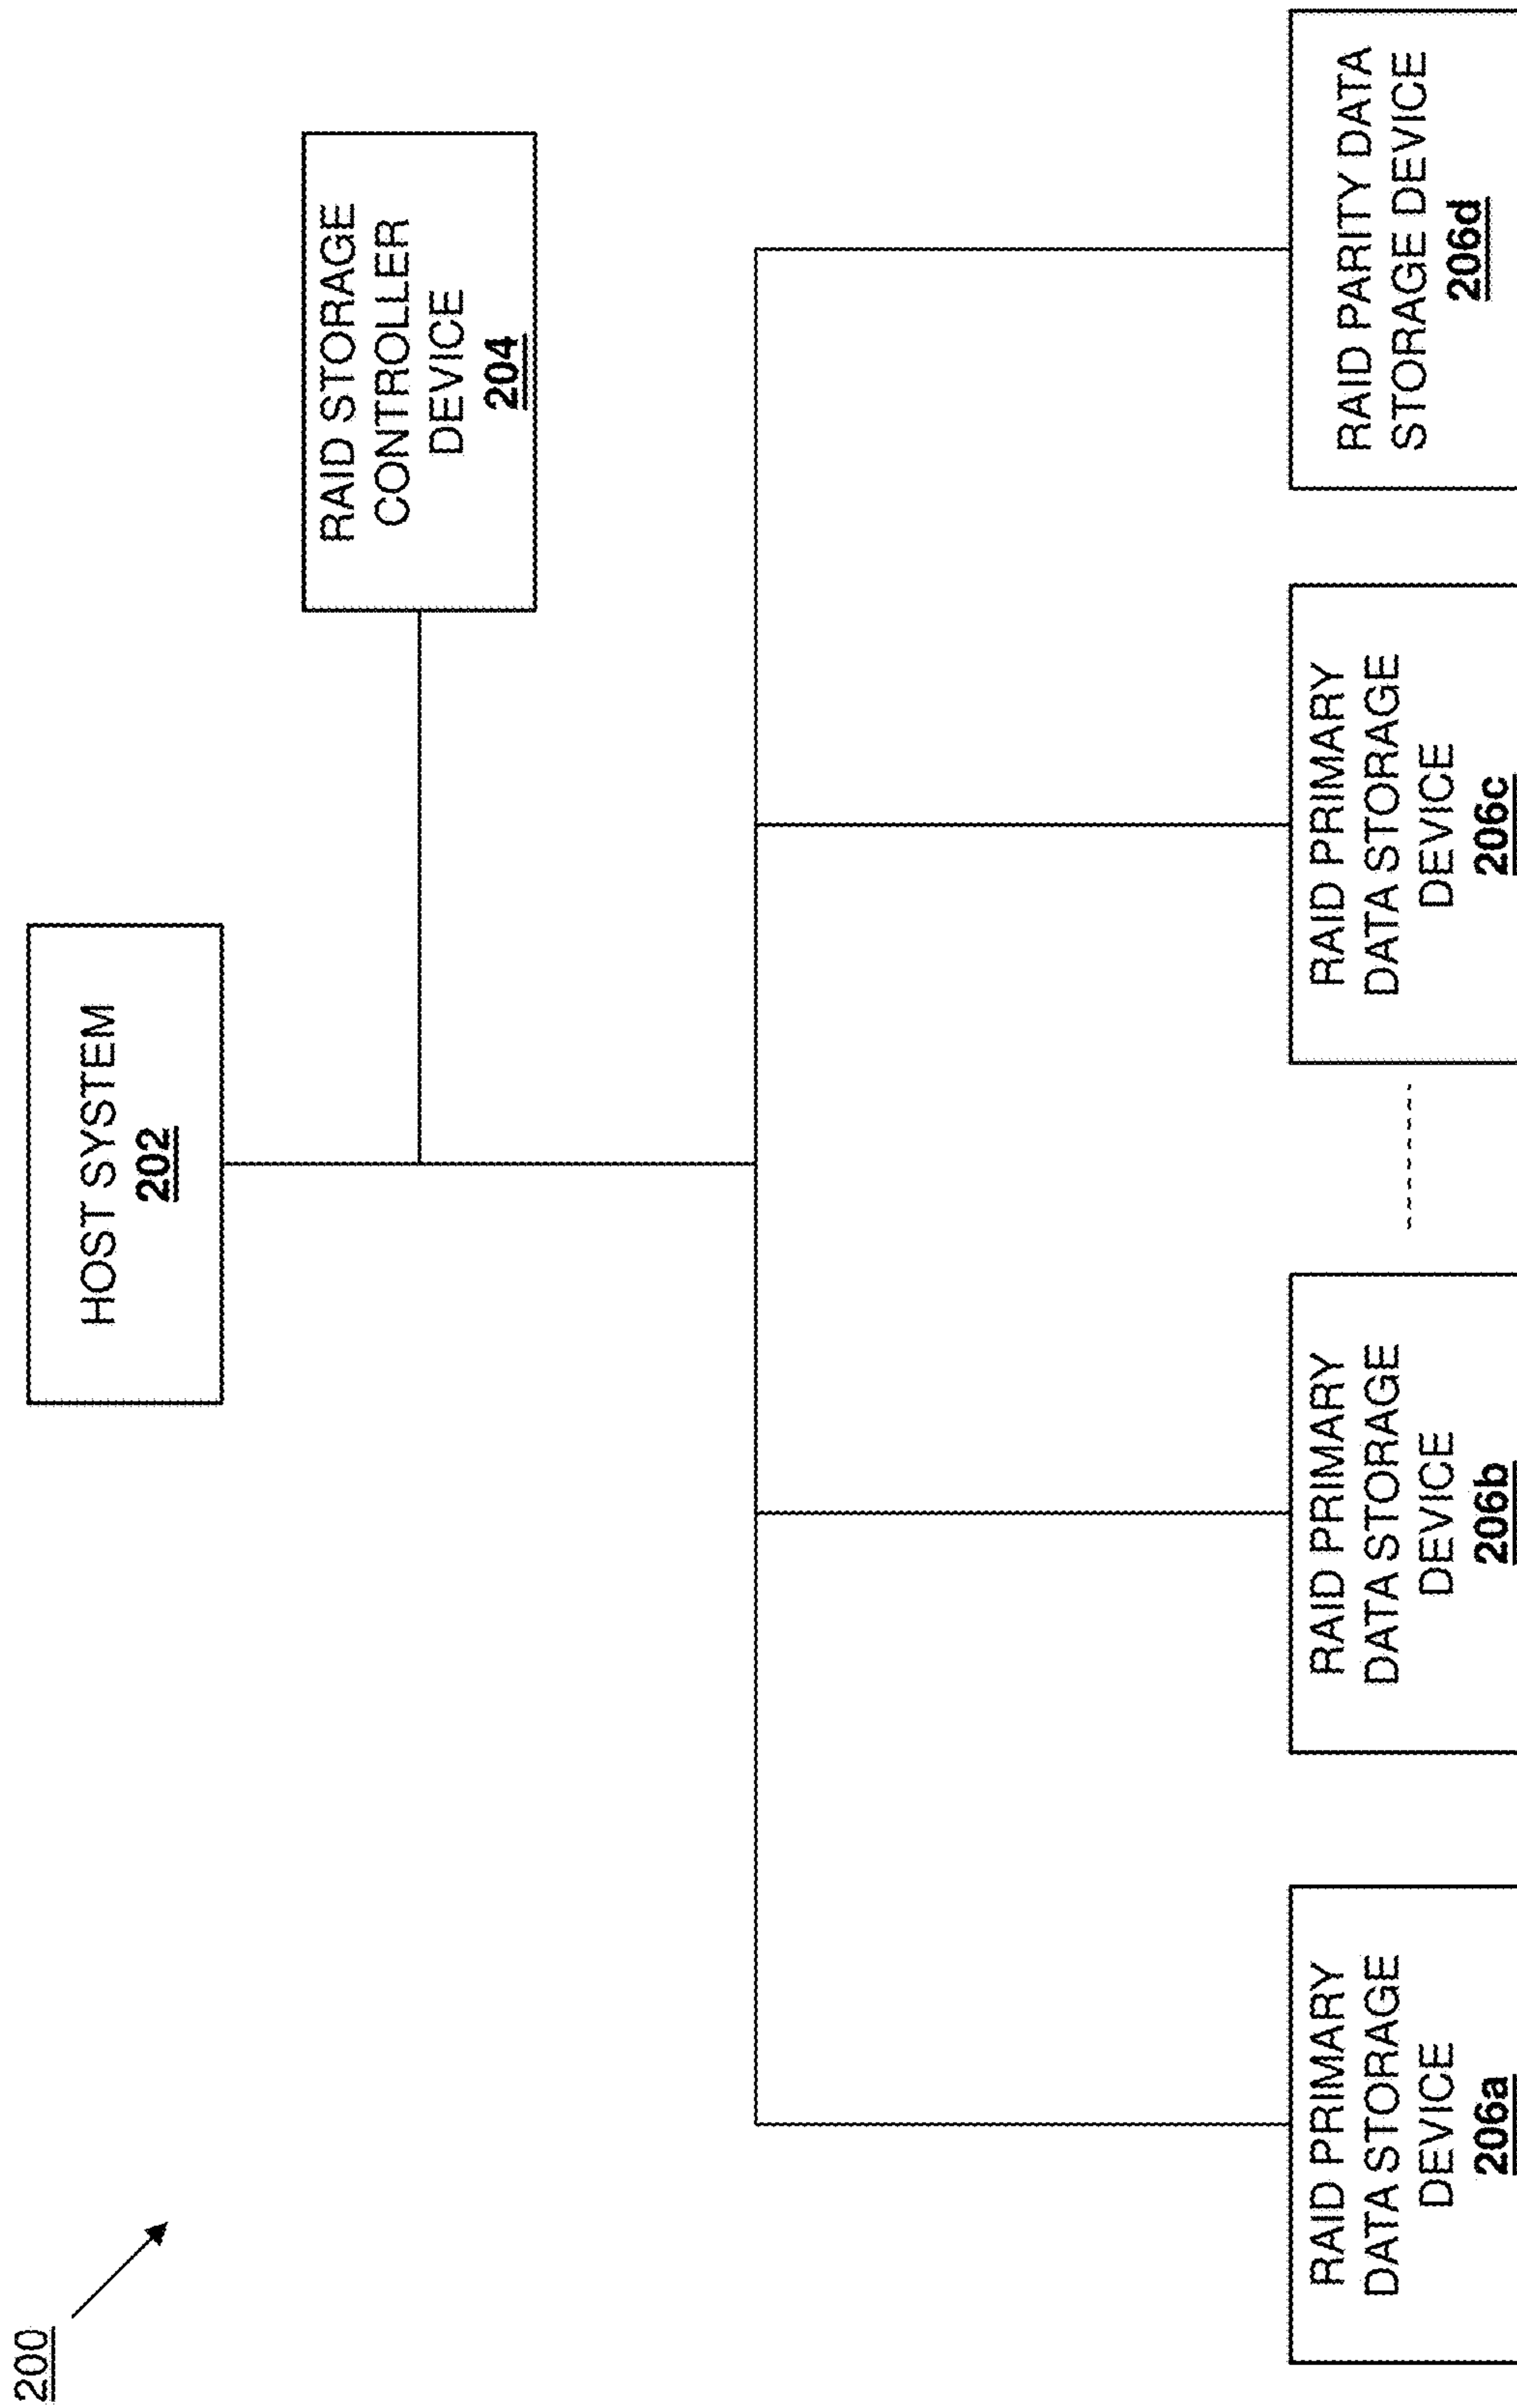 200
HOST SYSTEM
202
RAID STORAGE
CONTROLLER
DEVICE
204
RAID PRIMARY
DATA STORAGE
DEVICE
206a
RAID PRIMARY
DATA STORAGE
DEVICE
206b
RAID PRIMARY
DATA STORAGE
DEVICE
206c
RAID PARITY DATA
STORAGE DEVICE
206d